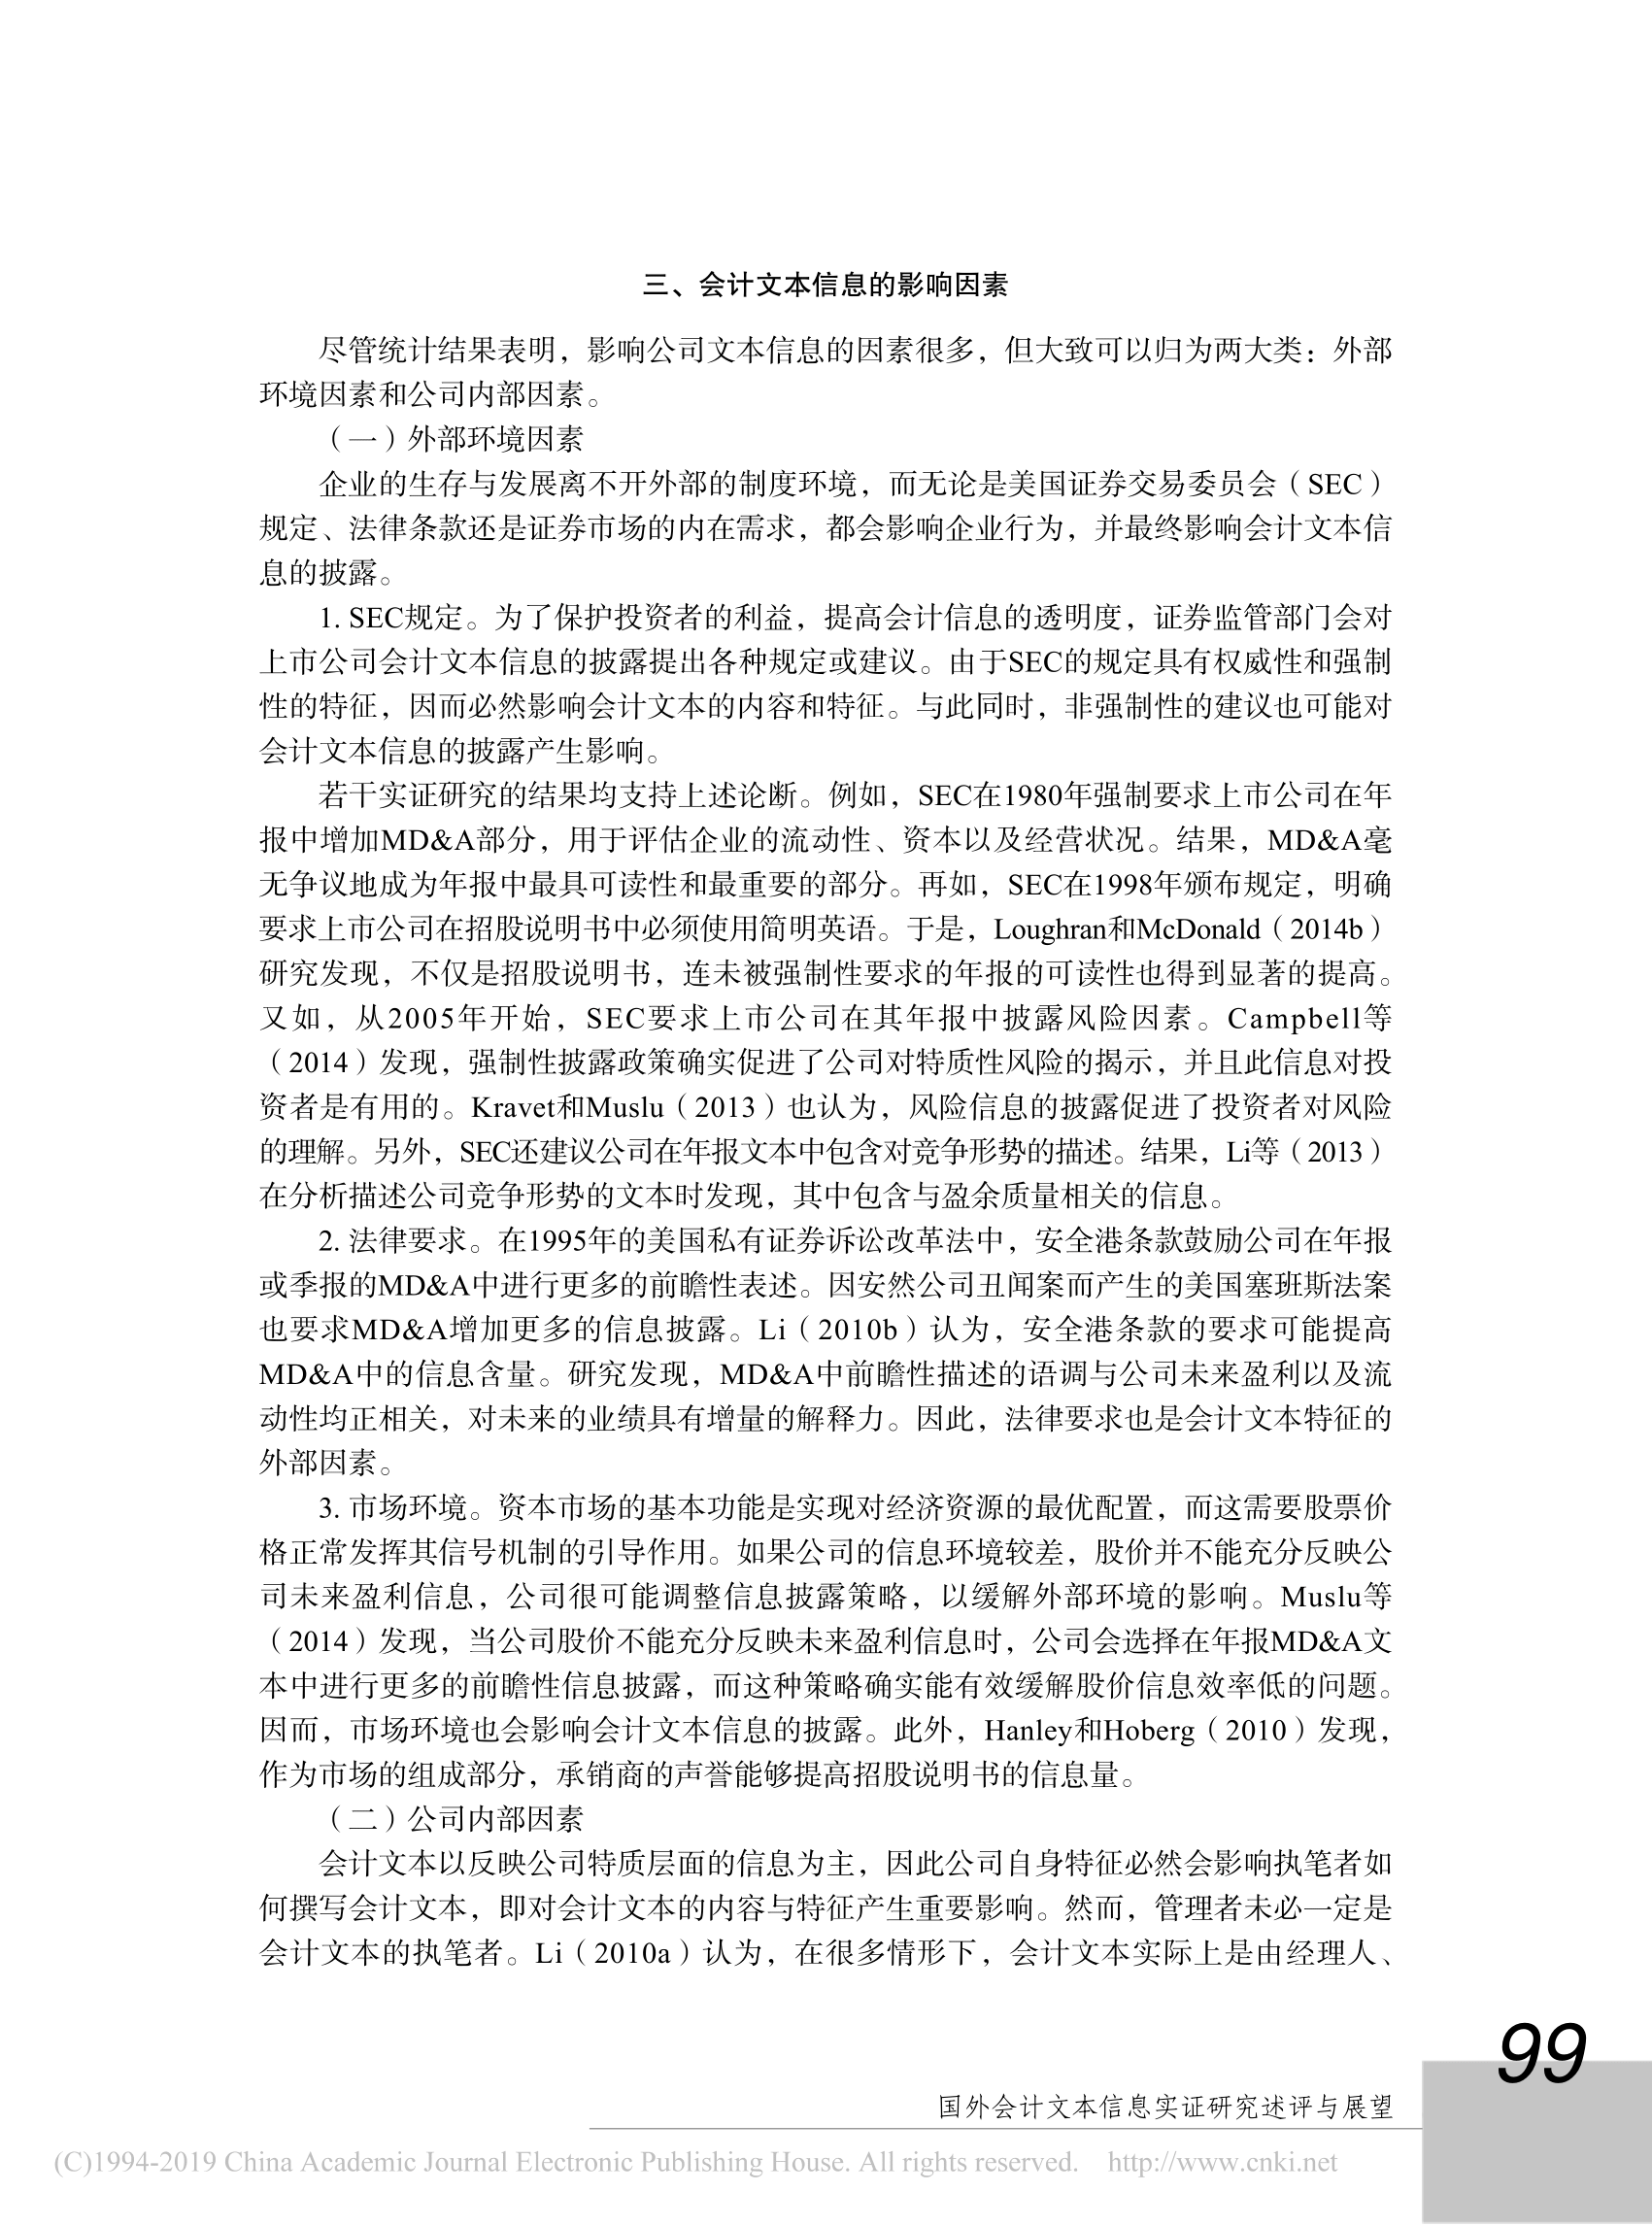 三、会计文本信息的影响因素
尽管统计结果表明，影响公司文本信息的因素很多，但大致可以归为两大类：外部
环境因素和公司内部因素。
（一）外部环境因素
企业的生存与发展离不开外部的制度环境，而无论是美国证券交易委员会（SEC）
规定、法律条款还是证券市场的内在需求，都会影响企业行为，并最终影响会计文本信
息的披露。
1. SEC规定。为了保护投资者的利益，提高会计信息的透明度，证券监管部门会对
上市公司会计文本信息的披露提出各种规定或建议。由于SEC的规定具有权威性和强制
性的特征，因而必然影响会计文本的内容和特征。与此同时，非强制性的建议也可能对
会计文本信息的披露产生影响。
若干实证研究的结果均支持上述论断。例如，SEC在1980年强制要求上市公司在年
报中增加MD&A部分，用于评估企业的流动性、资本以及经营状况。结果，MD&A毫
无争议地成为年报中最具可读性和最重要的部分。再如，SEC在1998年颁布规定，明确
要求上市公司在招股说明书中必须使用简明英语。于是，Loughran和McDonald（2014b）
研究发现，不仅是招股说明书，连未被强制性要求的年报的可读性也得到显著的提高。
又如，从2005年开始，SEC要求上市公司在其年报中披露风险因素。Campbell等
（2014）发现，强制性披露政策确实促进了公司对特质性风险的揭示，并且此信息对投
资者是有用的。Kravet和Muslu（2013）也认为，风险信息的披露促进了投资者对风险
的理解。另外，SEC还建议公司在年报文本中包含对竞争形势的描述。结果，Li等（2013）
在分析描述公司竞争形势的文本时发现，其中包含与盈余质量相关的信息。
2. 法律要求。在1995年的美国私有证券诉讼改革法中，安全港条款鼓励公司在年报
或季报的MD&A中进行更多的前瞻性表述。因安然公司丑闻案而产生的美国塞班斯法案
也要求MD&A增加更多的信息披露。Li（2010b）认为，安全港条款的要求可能提高
MD&A中的信息含量。研究发现，MD&A中前瞻性描述的语调与公司未来盈利以及流
动性均正相关，对未来的业绩具有增量的解释力。因此，法律要求也是会计文本特征的
外部因素。
3. 市场环境。资本市场的基本功能是实现对经济资源的最优配置，而这需要股票价
格正常发挥其信号机制的引导作用。如果公司的信息环境较差，股价并不能充分反映公
司未来盈利信息，公司很可能调整信息披露策略，以缓解外部环境的影响。Muslu等
（2014）发现，当公司股价不能充分反映未来盈利信息时，公司会选择在年报MD&A文
本中进行更多的前瞻性信息披露，而这种策略确实能有效缓解股价信息效率低的问题。
因而，市场环境也会影响会计文本信息的披露。此外，Hanley和Hoberg（2010）发现，
作为市场的组成部分，承销商的声誉能够提高招股说明书的信息量。
（二）公司内部因素
会计文本以反映公司特质层面的信息为主，因此公司自身特征必然会影响执笔者如
何撰写会计文本，即对会计文本的内容与特征产生重要影响。然而，管理者未必一定是
会计文本的执笔者。Li（2010a）认为，在很多情形下，会计文本实际上是由经理人、
99
国外会计文本信息实证研究述评与展望
(C)1994-2019 China Academic Journal Electronic Publishing House. All rights reserved. http://www.cnki.net